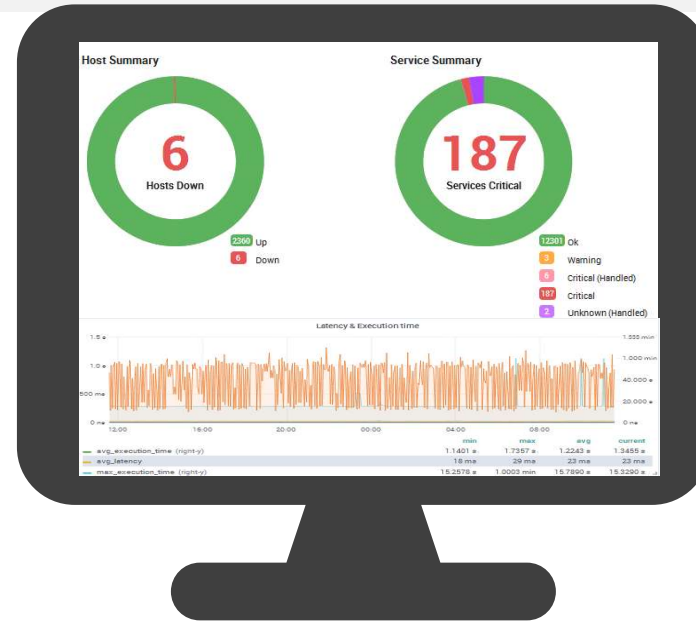 Host Summary
Service Summary
6
Hosts Down
187
Services Critical
2360 Up
6 Down
12301 Ok
3 Warning
6 Critical (Handled)
187 Critical
2 Unknown (Handled)
Latency & Execution time
1.5 s
1.0 s
500 ms
0 ms
1.333 min
1.000 min
40.000 s
20.000 s
0 ms
12:00 16:00 20:00 00:00 04:00 08:00
min max avg current
avg_execution_time (right-y) 1.1401 s 1.7357 s 1.2243 s 1.3455 s
avg_latency 18 ms 29 ms 23 ms 22 ms
max_execution_time (right-y) 15.2578 s 1.0003 min 15.7890 s 15.3290 s